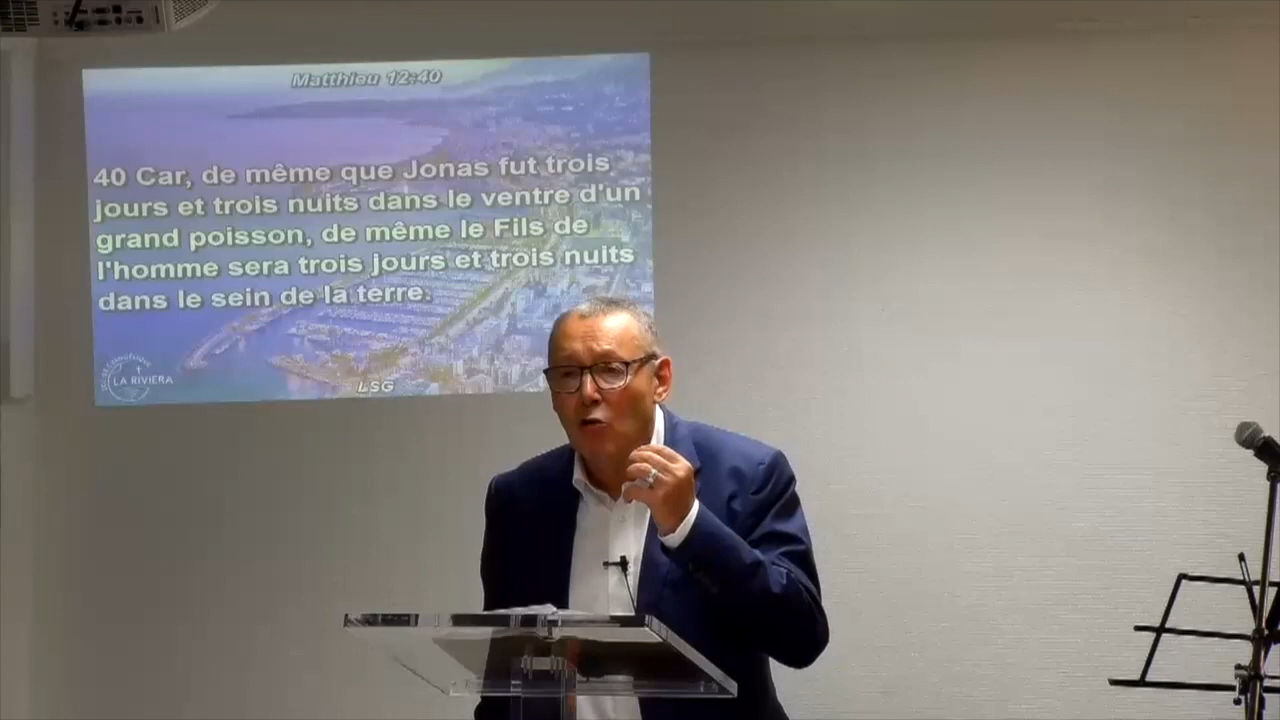 Matthieu 12:40
40 Car, de même que Jonas fut trois
jours et trois nuits dans le ventre d'un
grand poisson, de même le Fils de
l'homme sera trois jours et trois nuits
dans le sein de la terre.
LA RIVIERA
LSG